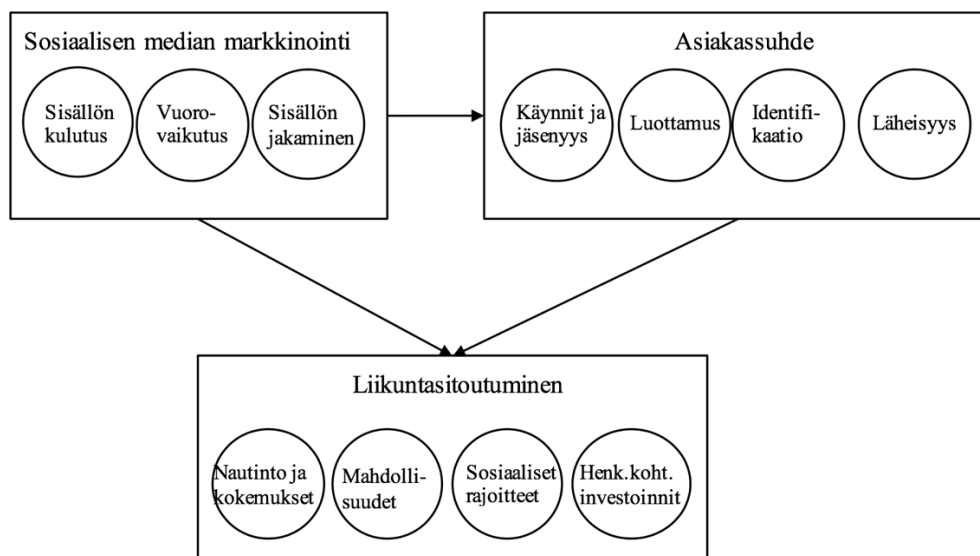 Sosiaalisen median markkinointi
Sisällön
kulutus
Vuoro-
vaikutus
Sisällön
jakaminen
Asiakassuhde
Käynnit ja
jäsenyys
Luottamus
Identifi-
kaatio
Läheisyys
Liikuntasitoutuminen
Nautinto ja
kokemukset
Mahdolli-
suudet
Sosiaaliset
rajoitteet
Henk.koht.
investoinnit